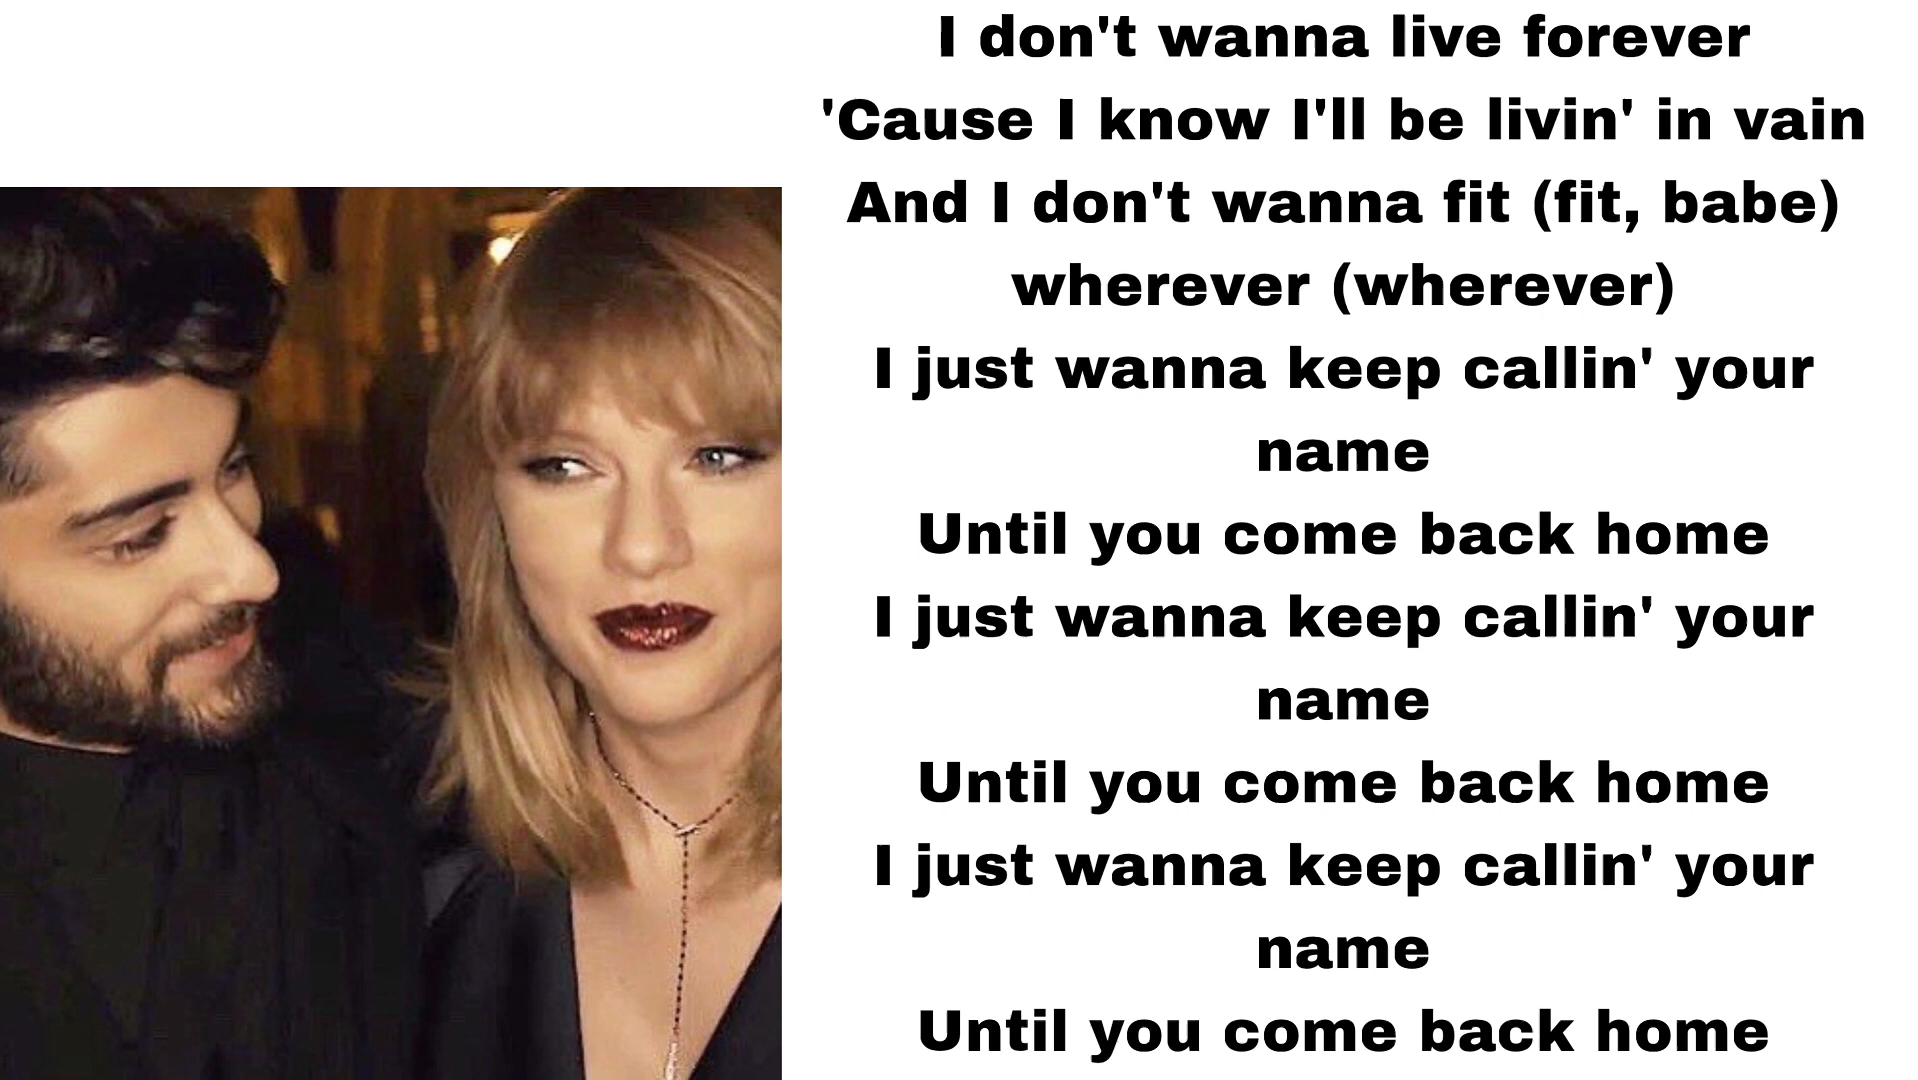 I don't wanna live forever
'Cause I know I'll be livin' in vain
And I don't wanna fit (fit, babe)
wherever (wherever)
I just wanna keep callin' your
name
Until you come back home
I just wanna keep callin' your
name
Until you come back home
I just wanna keep callin' your
name
Until you come back home